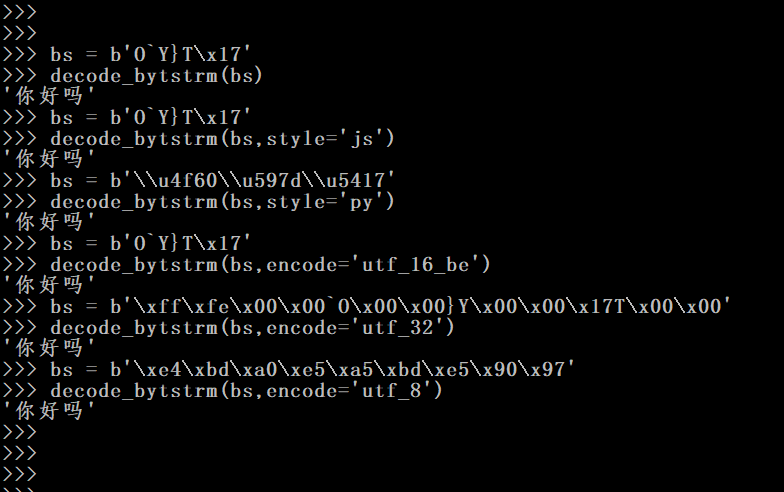 >>>
>>>
>>> bs = b'O`Y}T\x17'
>>> decode_bytstrm(bs)
'你好吗'
>>> bs = b'O`Y}T\x17'
>>> decode_bytstrm(bs,style='js')
'你好吗'
>>> bs = b'\\u4f60\\u597d\\u5417'
>>> decode_bytstrm(bs,style='py')
'你好吗'
>>> bs = b'O`Y}T\x17'
>>> decode_bytstrm(bs,encode='utf_16_be')
'你好吗'
>>> bs = b'\xff\xfe\x00\x00`O\x00\x00}Y\x00\x00\x17T\x00\x00'
>>> decode_bytstrm(bs,encode='utf_32')
'你好吗'
>>> bs = b'\xe4\xbd\xa0\xe5\xa5\xbd\xe5\x90\x97'
>>> decode_bytstrm(bs,encode='utf_8')
'你好吗'
>>>
>>>
>>>
>>>